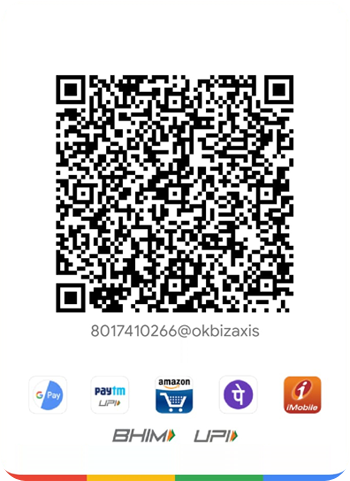 8017410266@okbizaxis
G Pay
paytm
UPI
amazon
पे
i
iMobile
BHIM UPI